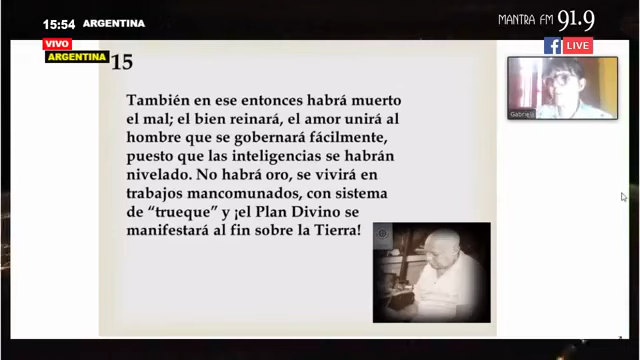 15:54 ARGENTINA
MANTRA FM 91.9
VIVO
ARGENTINA
f LIVE
15
También en ese entonces habrá muerto
el mal; el bien reinará, el amor unirá al
hombre que se gobernará fácilmente,
puesto que las inteligencias se habrán
nivelado. No habrá oro, se vivirá en
trabajos mancomunados, con sistema
de “trueque” y ¡el Plan Divino se
manifestará al fin sobre la Tierra!